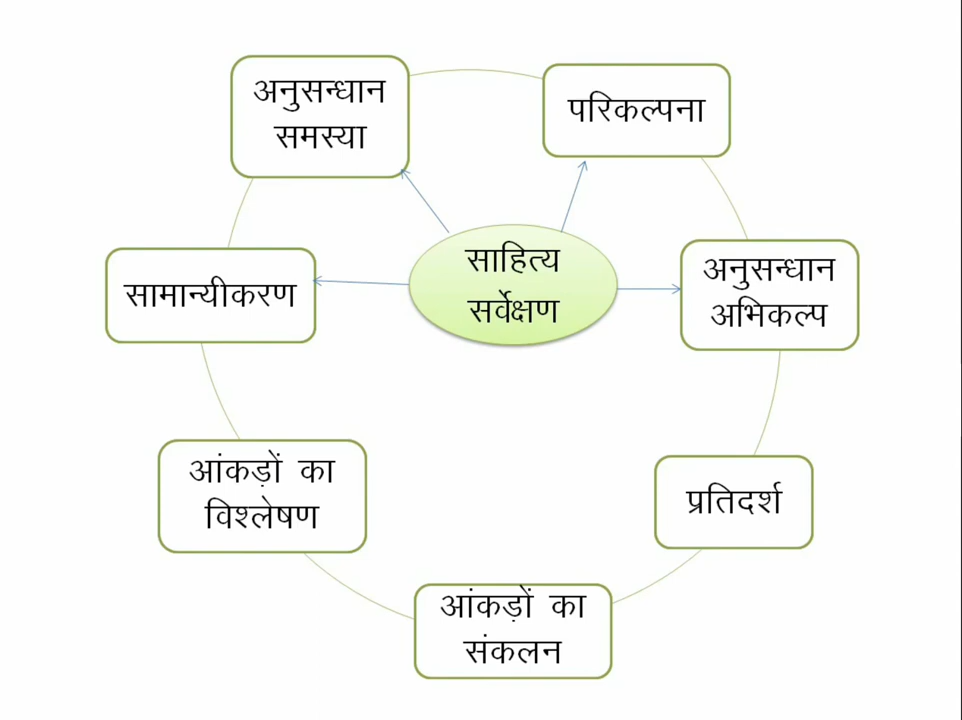 अनुसन्धान
समस्या
परिकल्पना
साहित्य
सर्वेक्षण
सामान्यीकरण
अनुसन्धान
अभिकल्प
आंकड़ों का
विश्लेषण
प्रतिदर्श
आंकड़ों का
संकलन